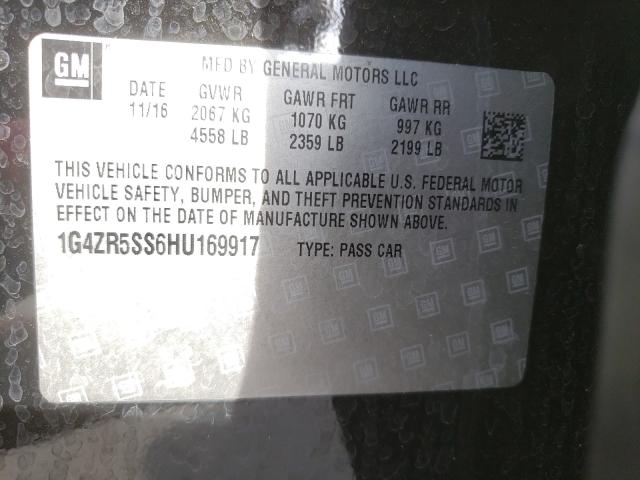 GM
MFD BY GENERAL MOTORS LLC
DATE GVWR GAWR FRT GAWR RR
11/16 2067 KG 1070 KG 997 KG
4558 LB 2359 LB 2199 LB
THIS VEHICLE CONFORMS TO ALL APPLICABLE U.S. FEDERAL MOTOR
VEHICLE SAFETY, BUMPER, AND THEFT PREVENTION STANDARDS IN
EFFECT ON THE DATE OF MANUFACTURE SHOWN ABOVE.
1G4ZR5SS6HU169917 TYPE: PASS CAR